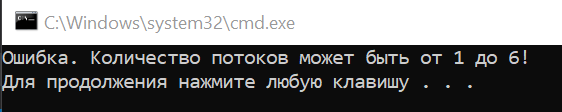 C:\Windows\system32\cmd.exe
Ошибка. Количество потоков может быть от 1 до 6!
Для продолжения нажмите любую клавишу . . .